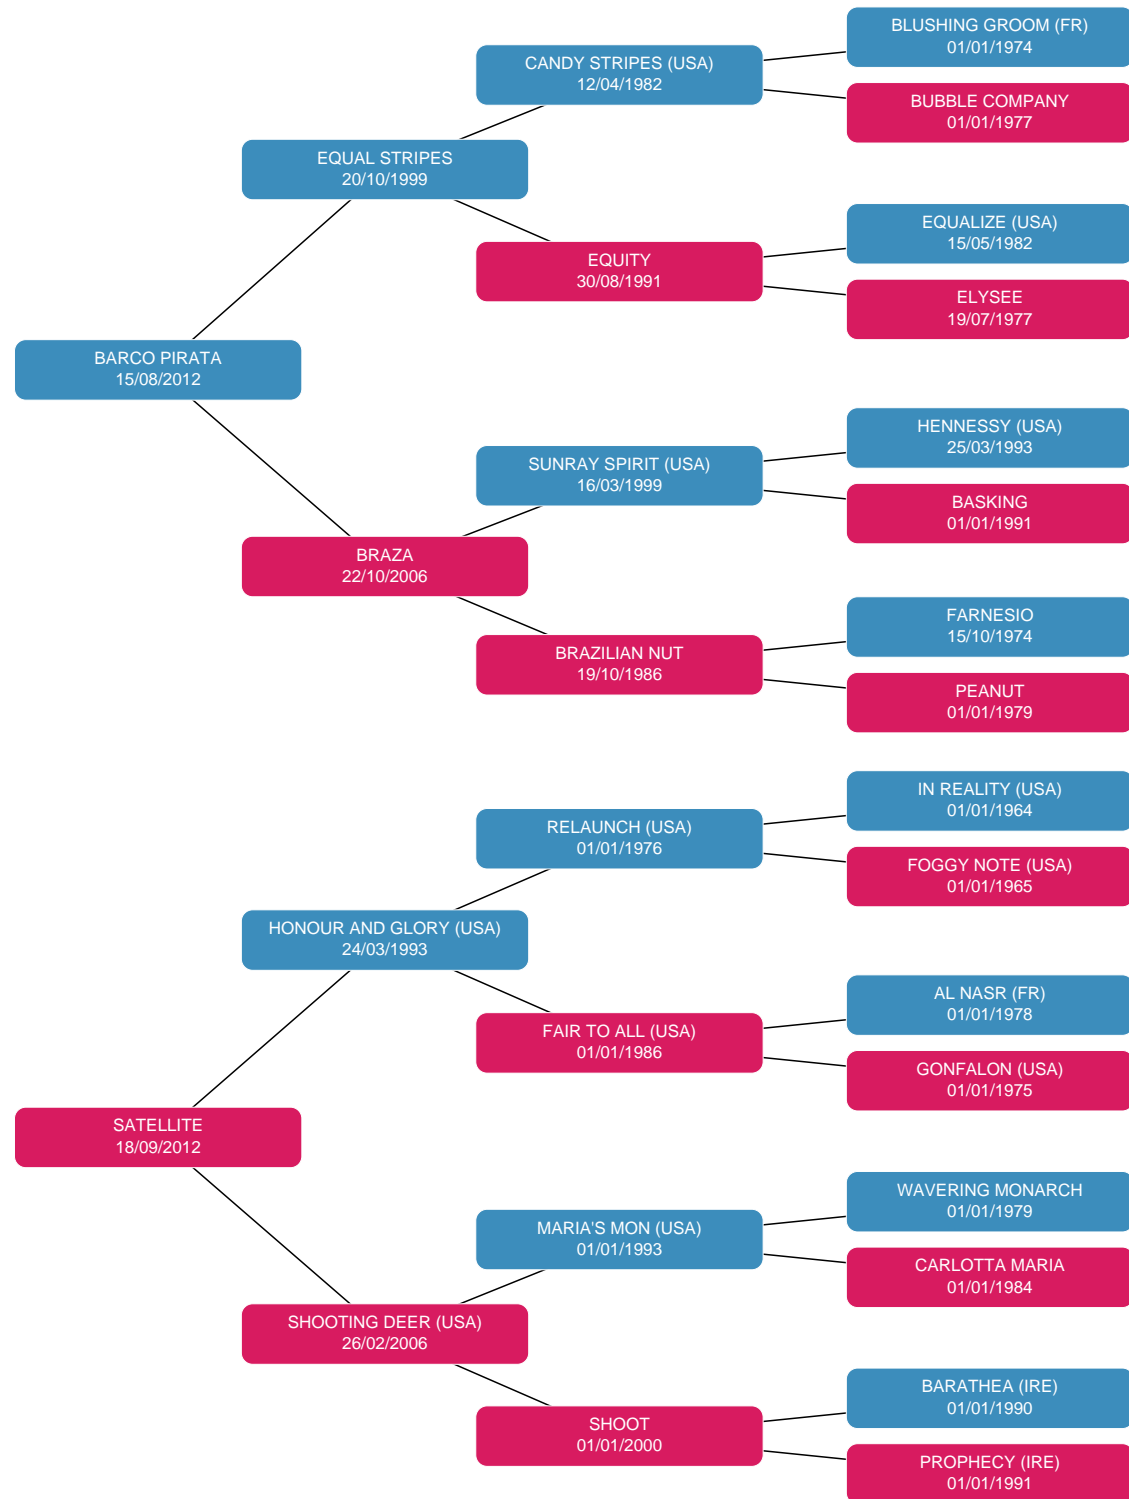 BLUSHING GROOM (FR)
01/01/1974
CANDY STRIPES (USA)
12/04/1982
BUBBLE COMPANY
01/01/1977
EQUAL STRIPES
20/10/1999
EQUALIZE (USA)
15/05/1982
EQUITY
30/08/1991
ELYSEE
19/07/1977
BARCO PIRATA
15/08/2012
HENNESSY (USA)
25/03/1993
SUNRAY SPIRIT (USA)
16/03/1999
BASKING
01/01/1991
BRAZA
22/10/2006
FARNESIO
15/10/1974
BRAZILIAN NUT
19/10/1986
PEANUT
01/01/1979
IN REALITY (USA)
01/01/1964
RELAUNCH (USA)
01/01/1976
FOGGY NOTE (USA)
01/01/1965
HONOUR AND GLORY (USA)
24/03/1993
AL NASR (FR)
01/01/1978
FAIR TO ALL (USA)
01/01/1986
GONFALON (USA)
01/01/1975
SATELLITE
18/09/2012
WAVERING MONARCH
01/01/1979
MARIA'S MON (USA)
01/01/1993
CARLOTTA MARIA
01/01/1984
SHOOTING DEER (USA)
26/02/2006
BARATHEA (IRE)
01/01/1990
SHOOT
01/01/2000
PROPHECY (IRE)
01/01/1991